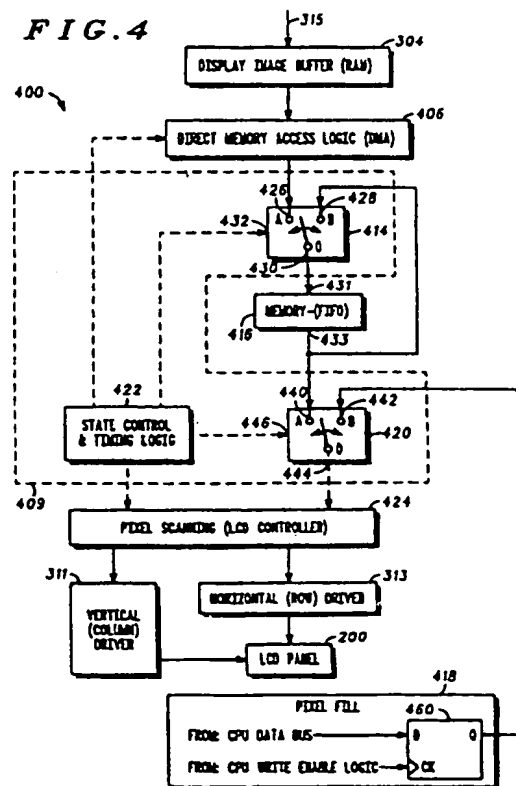 FIG.4
315
304
DISPLAY IMAGE BUFFER (RAM)
400
406
DIRECT MEMORY ACCESS LOGIC (DMA)
426
428
A
B
432
414
O
430
431
MEMORY-(FIFO)
416
433
422
440
442
STATE CONTROL
& TIMING LOGIC
446
A
B
420
O
444
409
424
PIXEL SCANNING (LCD CONTROLLER)
311
313
VERTICAL
(COLUMN)
DRIVER
HORIZONTAL (ROW) DRIVER
200
LCD PANEL
418
PIXEL FILL
460
FROM: CPU DATA BUS
D
Q
FROM: CPU WRITE ENABLE LOGIC
CK